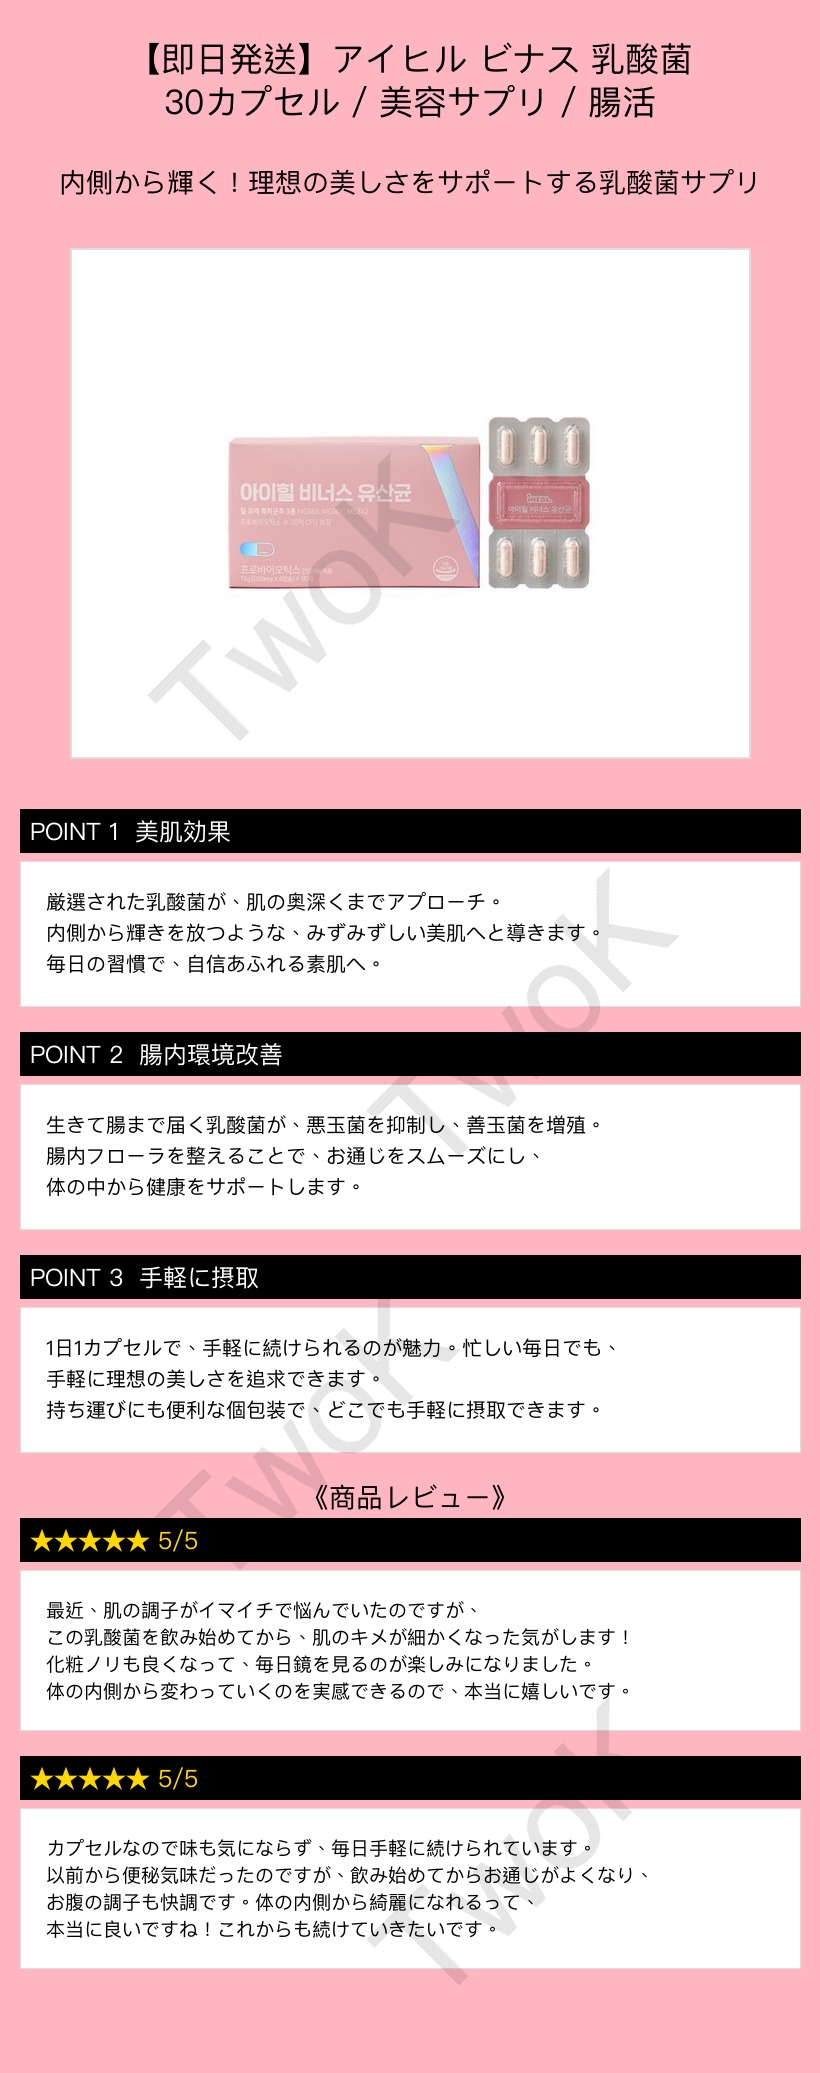 【即日発送】アイヒル ビナス 乳酸菌
30カプセル / 美容サプリ / 腸活
内側から輝く！理想の美しさをサポートする乳酸菌サプリ
아이힐 비너스 유산균
프로바이오틱스
아이힐 비너스 유산균
TwoK
POINT 1 美肌効果
厳選された乳酸菌が、肌の奥深くまでアプローチ。
内側から輝きを放つような、みずみずしい美肌へと導きます。
毎日の習慣で、自信あふれる素肌へ。
TwoK
POINT 2 腸内環境改善
生きて腸まで届く乳酸菌が、悪玉菌を抑制し、善玉菌を増殖。
腸内フローラを整えることで、お通じをスムーズにし、
体の中から健康をサポートします。
POINT 3 手軽に摂取
1日1カプセルで、手軽に続けられるのが魅力。忙しい毎日でも、
手軽に理想の美しさを追求できます。
持ち運びにも便利な個包装で、どこでも手軽に摂取できます。
TwoK
《商品レビュー》
★★★★★ 5/5
最近、肌の調子がイマイチで悩んでいたのですが、
この乳酸菌を飲み始めてから、肌のキメが細かくなった気がします！
化粧ノリも良くなって、毎日鏡を見るのが楽しみになりました。
体の内側から変わっていくのを実感できるので、本当に嬉しいです。
★★★★★ 5/5
カプセルなので味も気にならず、毎日手軽に続けられています。
以前から便秘気味だったのですが、飲み始めてからお通じがよくなり、
お腹の調子も快調です。体の内側から綺麗になれるって、
本当に良いですね！これからも続けていきたいです。
TwoK